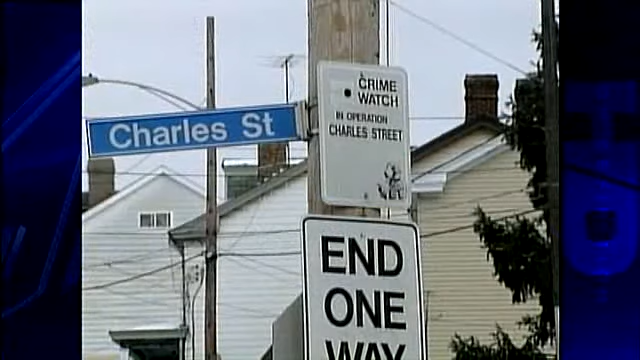 Charles St
CRIME
WATCH
IN OPERATION
CHARLES STREET
END
ONE
WAY